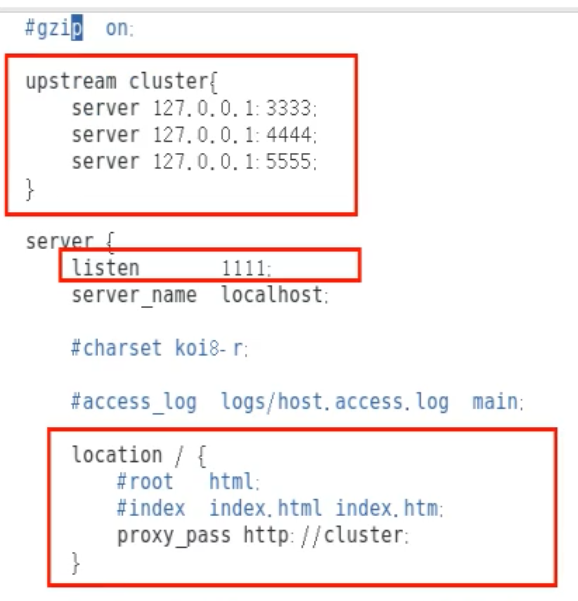 #gzip on;
upstream cluster{
server 127.0.0.1:3333;
server 127.0.0.1:4444;
server 127.0.0.1:5555;
}
server {
listen 1111;
server_name localhost;
#charset koi8-r;
#access_log logs/host.access.log main;
location / {
#root html;
#index index.html index.htm;
proxy_pass http://cluster;
}